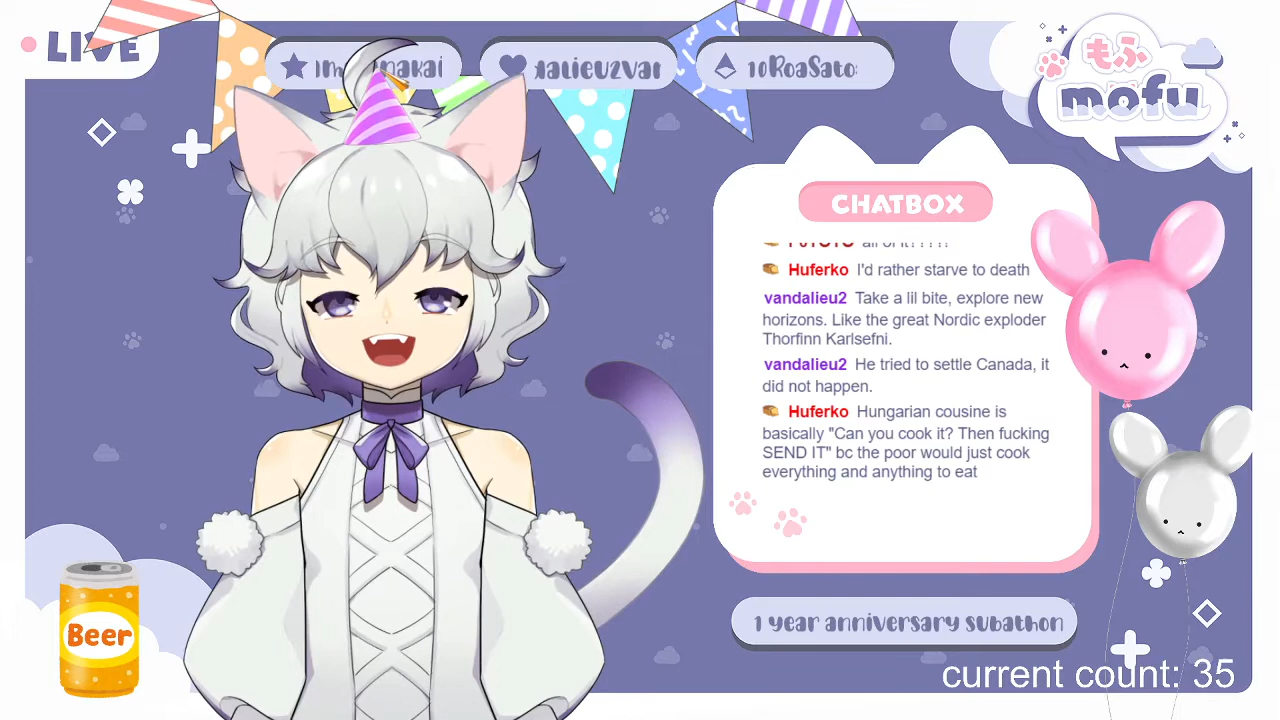 LIVE
10RoaSato
もふ
mofu
CHATBOX
all of it
Huferko I'd rather starve to death
vandalieu2 Take a lil bite, explore new
horizons. Like the great Nordic exploder
Thorfinn Karlsefni.
vandalieu2 He tried to settle Canada, it
did not happen.
Huferko Hungarian cousine is
basically "Can you cook it? Then fucking
SEND IT" bc the poor would just cook
everything and anything to eat
Beer
1 year anniversary subathon
current count: 35